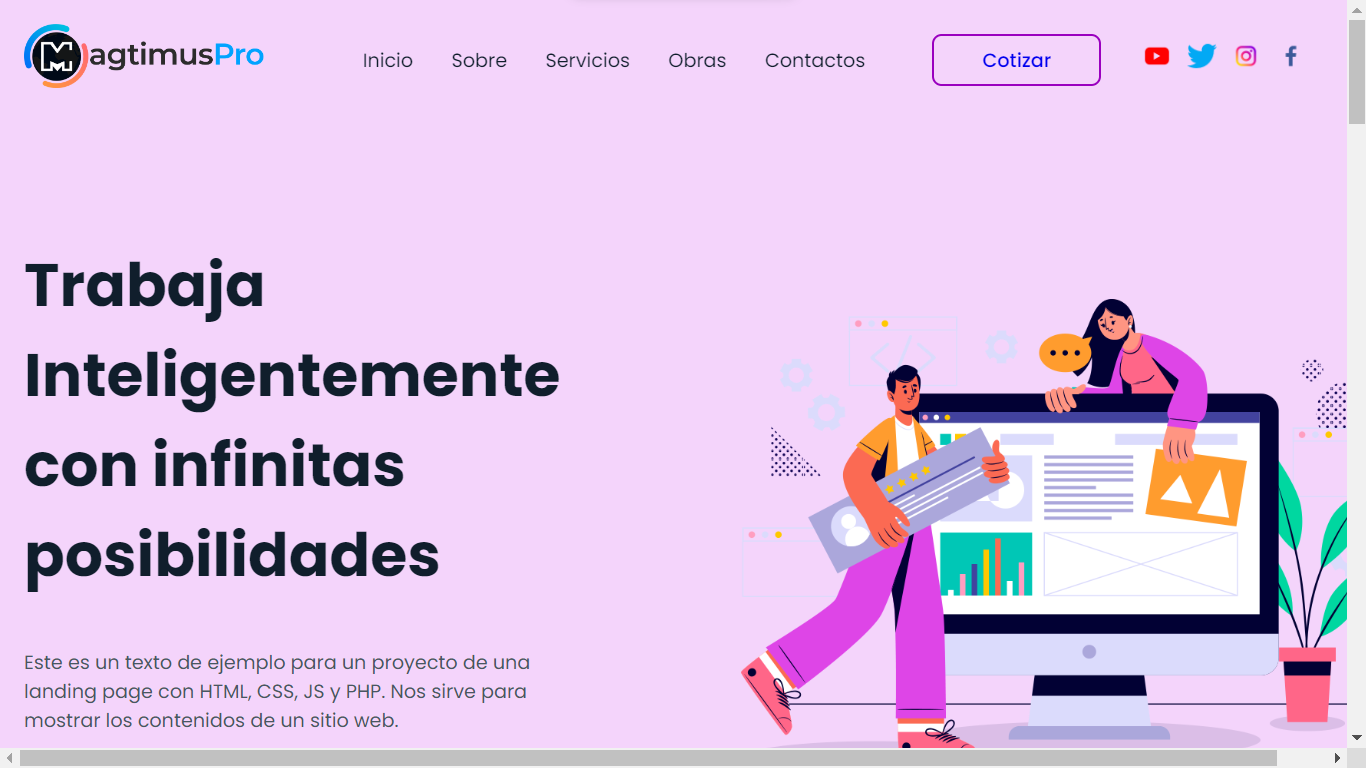 MagtimusPro
Inicio Sobre Servicios Obras Contactos Cotizar
Trabaja
Inteligentemente
con infinitas
posibilidades
Este es un texto de ejemplo para un proyecto de una
landing page con HTML, CSS, JS y PHP. Nos sirve para
mostrar los contenidos de un sitio web.